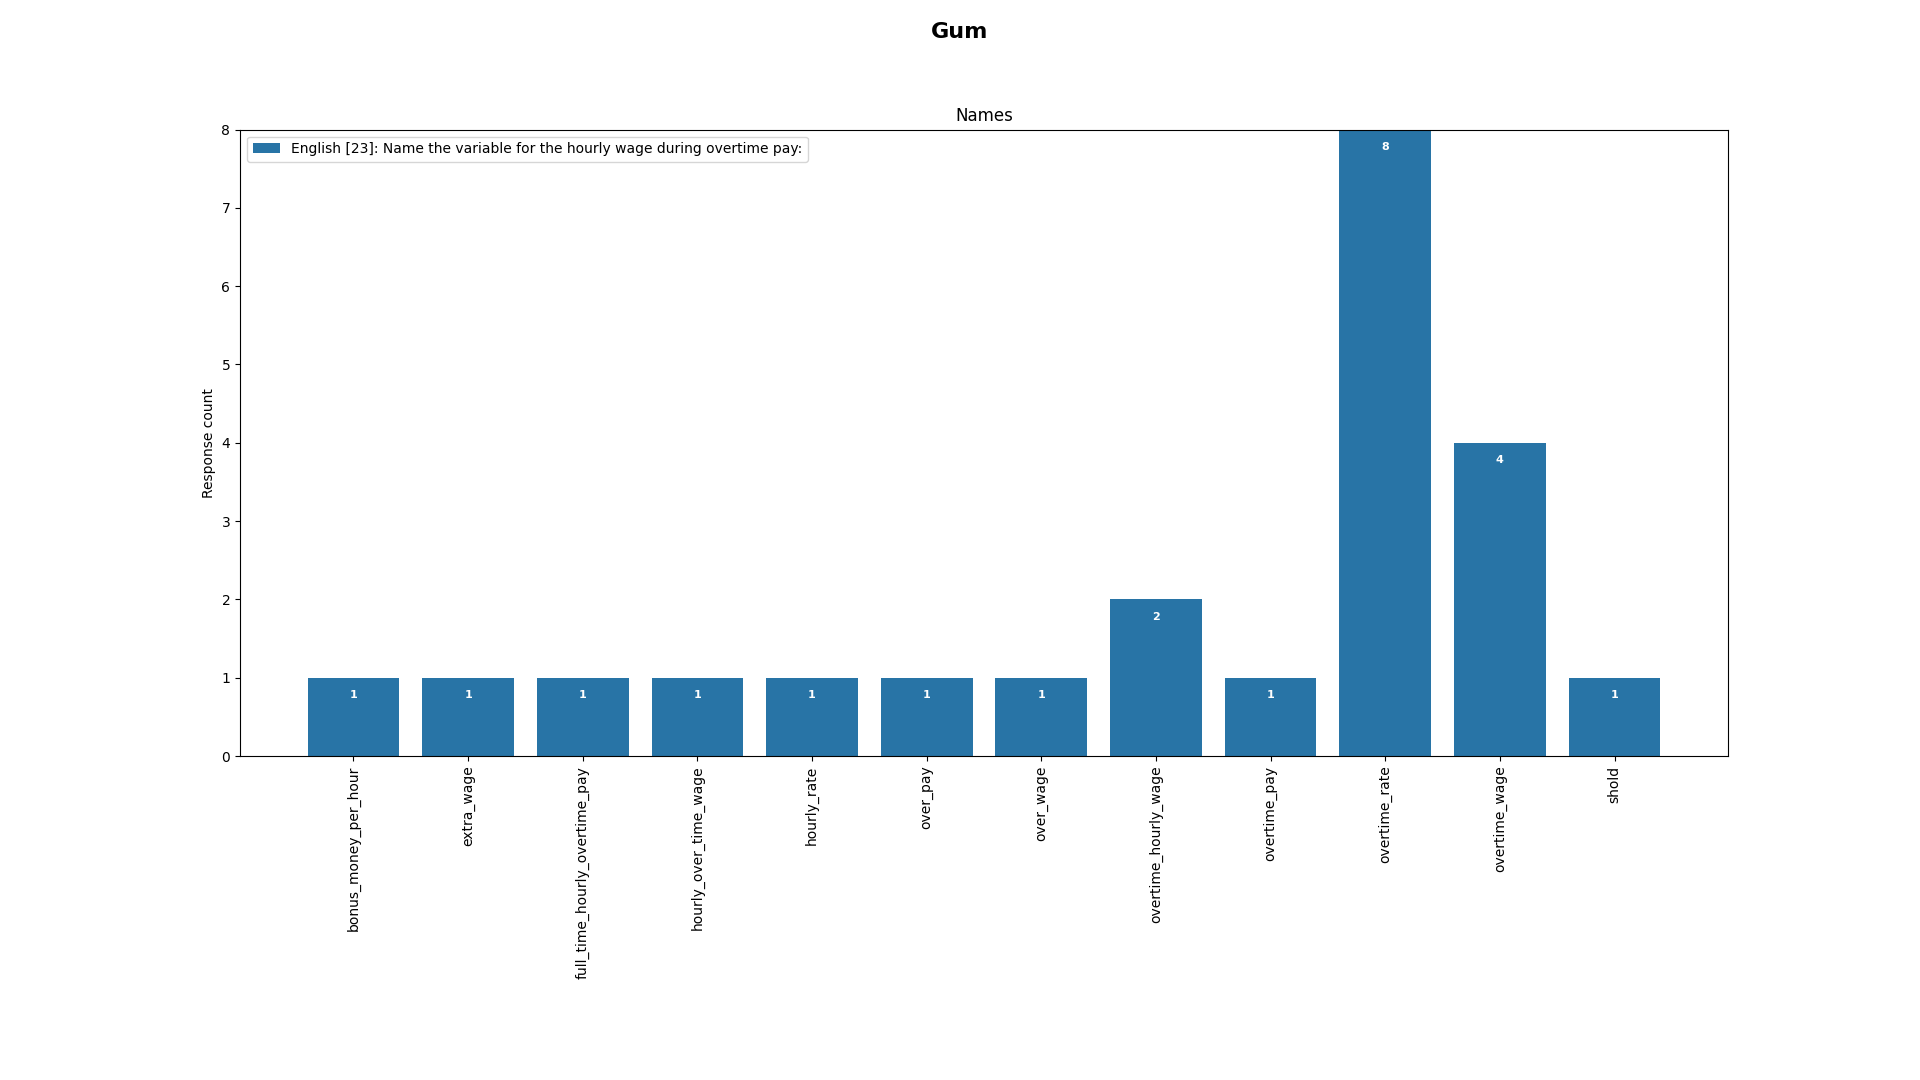 Gum
Names
English [23]: Name the variable for the hourly wage during overtime pay:
Response count
8
7
6
5
4
3
2
1
0
1
1
1
1
1
1
1
2
1
8
4
1
bonus_money_per_hour
extra_wage
full_time_hourly_overtime_pay
hourly_over_time_wage
hourly_rate
over_pay
over_wage
overtime_hourly_wage
overtime_pay
overtime_rate
overtime_wage
shold